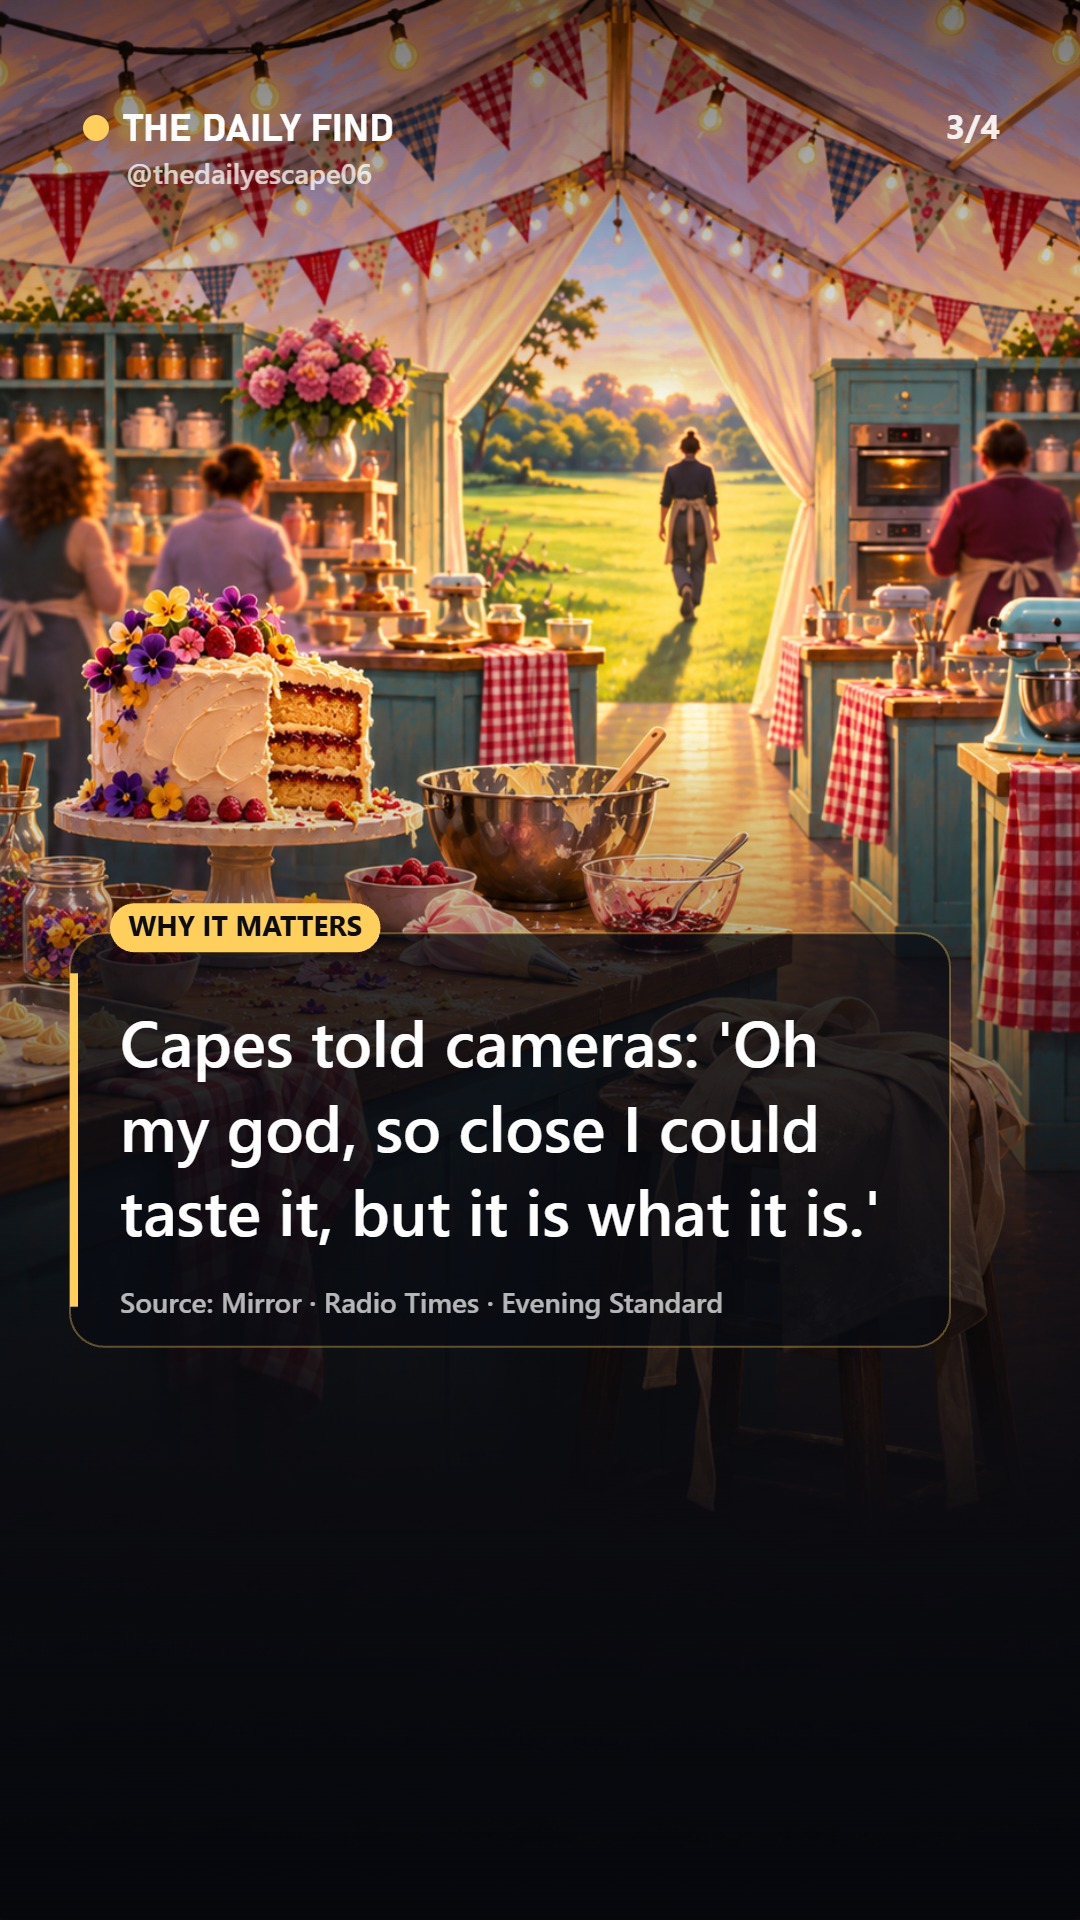 THE DAILY FIND
3/4
@thedailyescape06
WHY IT MATTERS
Capes told cameras: 'Oh
my god, so close I could
taste it, but it is what it is.'
Source: Mirror · Radio Times · Evening Standard